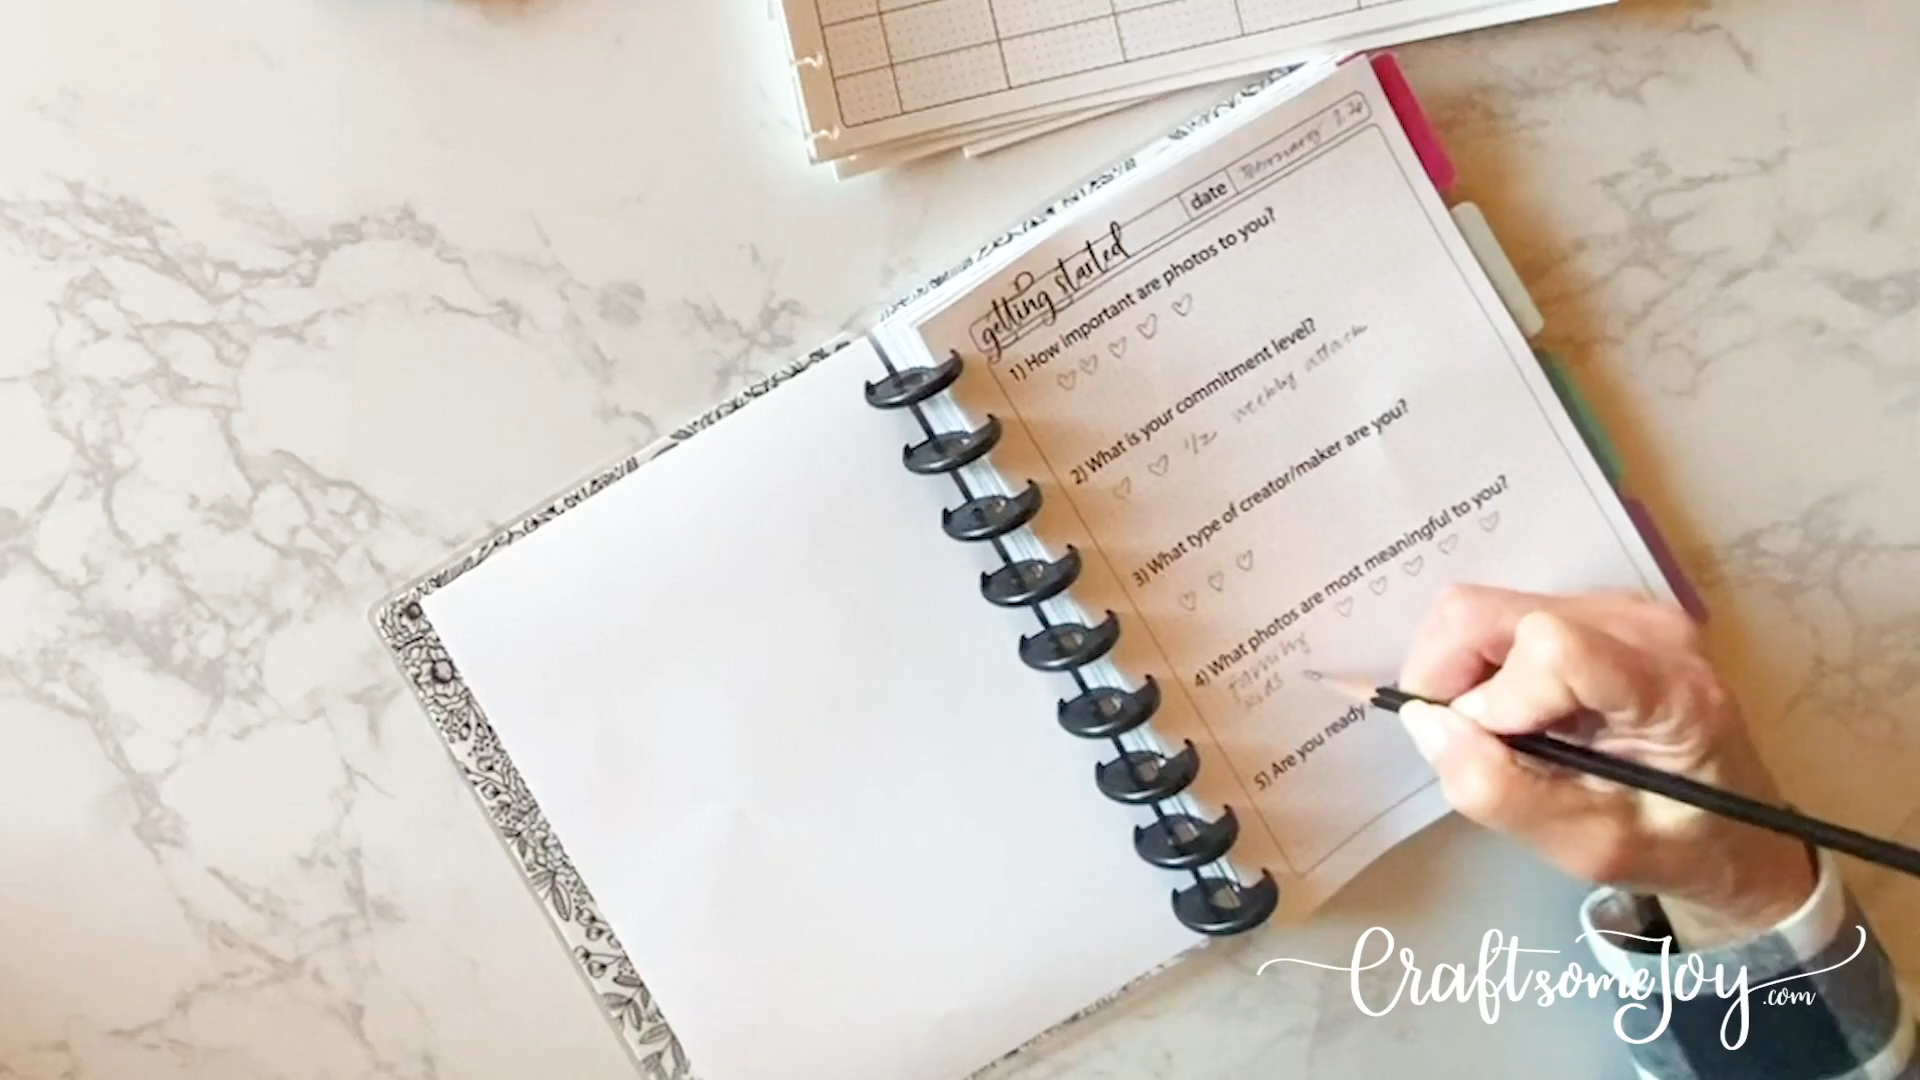 getting started date February
1) How important are photos to you?
2) What is your commitment level?
1/2 weekly attack
3) What type of creator/maker are you?
4) What photos are most meaningful to you?
family
kids
5) Are you ready
CraftsomeJoy.com